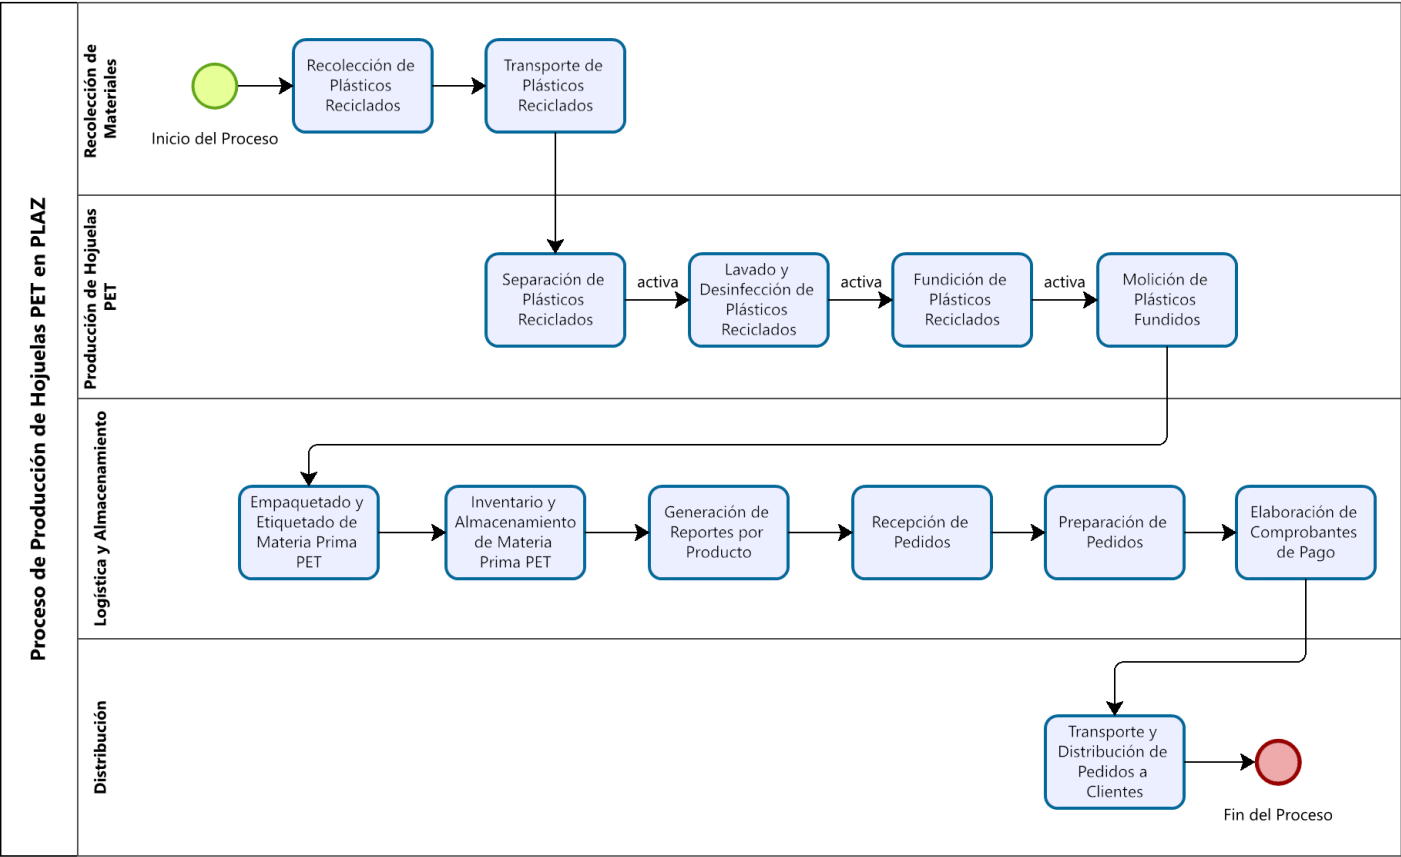 Proceso de Producción de Hojuelas PET en PLAZ
Recolección de
Materiales
Inicio del Proceso
Recolección de
Plásticos
Reciclados
Transporte de
Plásticos
Reciclados
Producción de Hojuelas
PET
Separación de
Plásticos
Reciclados
activa
Lavado y
Desinfección de
Plásticos
Reciclados
activa
Fundición de
Plásticos
Reciclados
activa
Molición de
Plásticos
Fundidos
Logística y Almacenamiento
Empaquetado y
Etiquetado de
Materia Prima
PET
Inventario y
Almacenamiento
de Materia
Prima PET
Generación de
Reportes por
Producto
Recepción de
Pedidos
Preparación de
Pedidos
Elaboración de
Comprobantes
de Pago
Distribución
Transporte y
Distribución de
Pedidos a
Clientes
Fin del Proceso